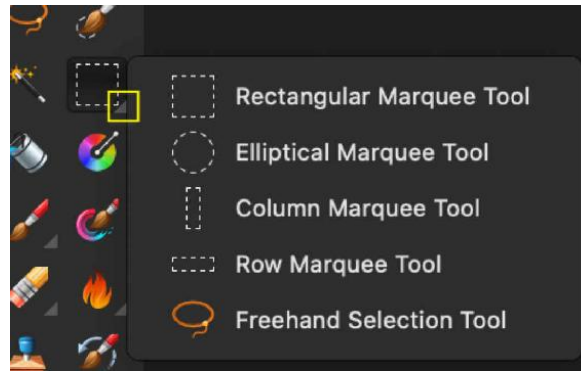 Rectangular Marquee Tool
Elliptical Marquee Tool
Column Marquee Tool
Row Marquee Tool
Freehand Selection Tool